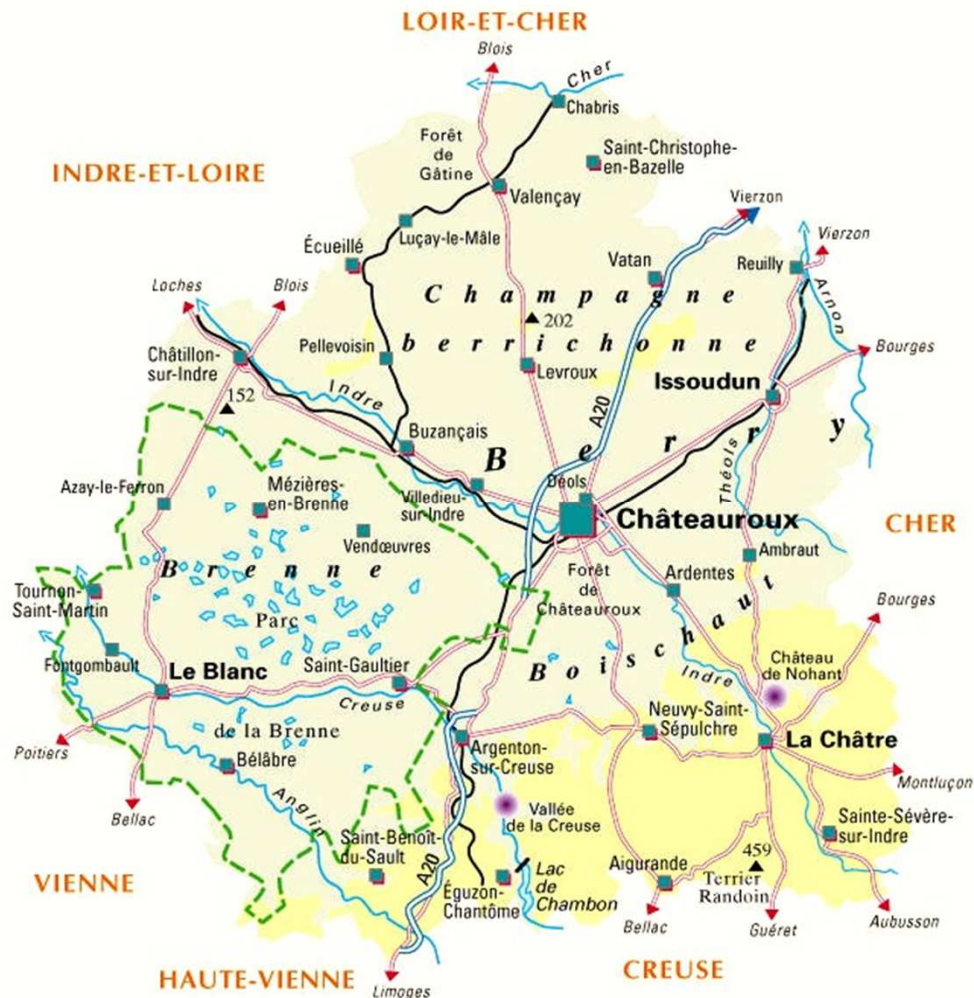 LOIR-ET-CHER
Blois
Cher
Chabris
Forêt
de
Gâtine
Saint-Christophe-
en-Bazelle
INDRE-ET-LOIRE
Valençay
Vierzon
Luçay-le-Mâle
Vierzon
Écueillé
Vatan
Reuilly
Loches
Blois
Champagne
Arnon
202
berrichonne
Bourges
Châtillon-
sur-Indre
Pellevoisin
Levroux
Issoudun
152
Indre
A20
Buzançais
Berry
Théols
Azay-le-Ferron
Mézières-
en-Brenne
Villedieu-
sur-Indre
Déols
Châteauroux
CHER
Vendœuvres
Brenne
Ambraut
Tournon-
Saint-Martin
Forêt
de
Châteauroux
Ardentes
Bourges
Parc
Fontgombault
Boischaut
Le Blanc
Saint-Gaultier
Indre
Château
de Nohant
Creuse
Neuvy-Saint-
Sépulchre
de la Brenne
Poitiers
Argenton-
sur-Creuse
La Châtre
Bélâbre
Montluçon
Bellac
Anglin
Vallée
de la Creuse
Sainte-Sévère-
sur-Indre
Saint-Benoît-
du-Sault
A20
459
Aigurande
Terrier
Randoin
VIENNE
Éguzon-
Chantôme
Lac
de
Chambon
Bellac
Guéret
Aubusson
HAUTE-VIENNE
Limoges
CREUSE